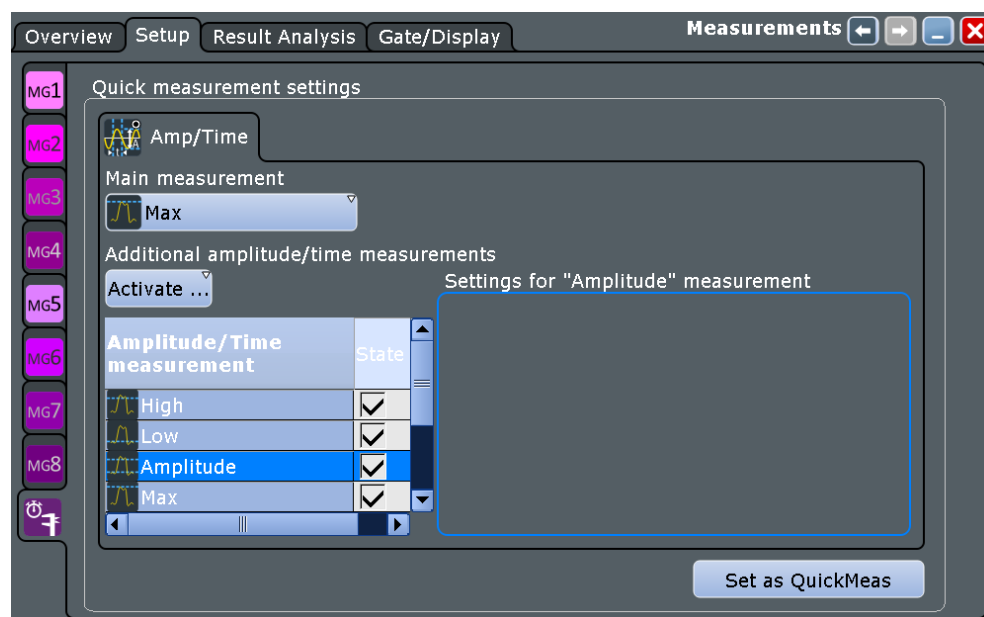 Overview Setup Result Analysis Gate/Display Measurements
MG1
MG2
MG3
MG4
MG5
MG6
MG7
MG8
Quick measurement settings
Amp/Time
Main measurement
Max
Additional amplitude/time measurements
Activate ...
Settings for "Amplitude" measurement
Amplitude/Time
measurement
State
High
Low
Amplitude
Max
Set as QuickMeas